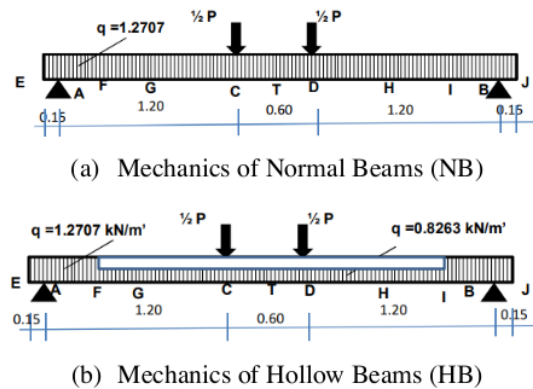 ½ P ½ P
q =1.2707
E A F G C T D H I B J
0.15 1.20 0.60 1.20 0.15
(a) Mechanics of Normal Beams (NB)
½ P ½ P
q =1.2707 kN/m' q =0.8263 kN/m'
E A F G C T D H I B J
0.15 1.20 0.60 1.20 0.15
(b) Mechanics of Hollow Beams (HB)